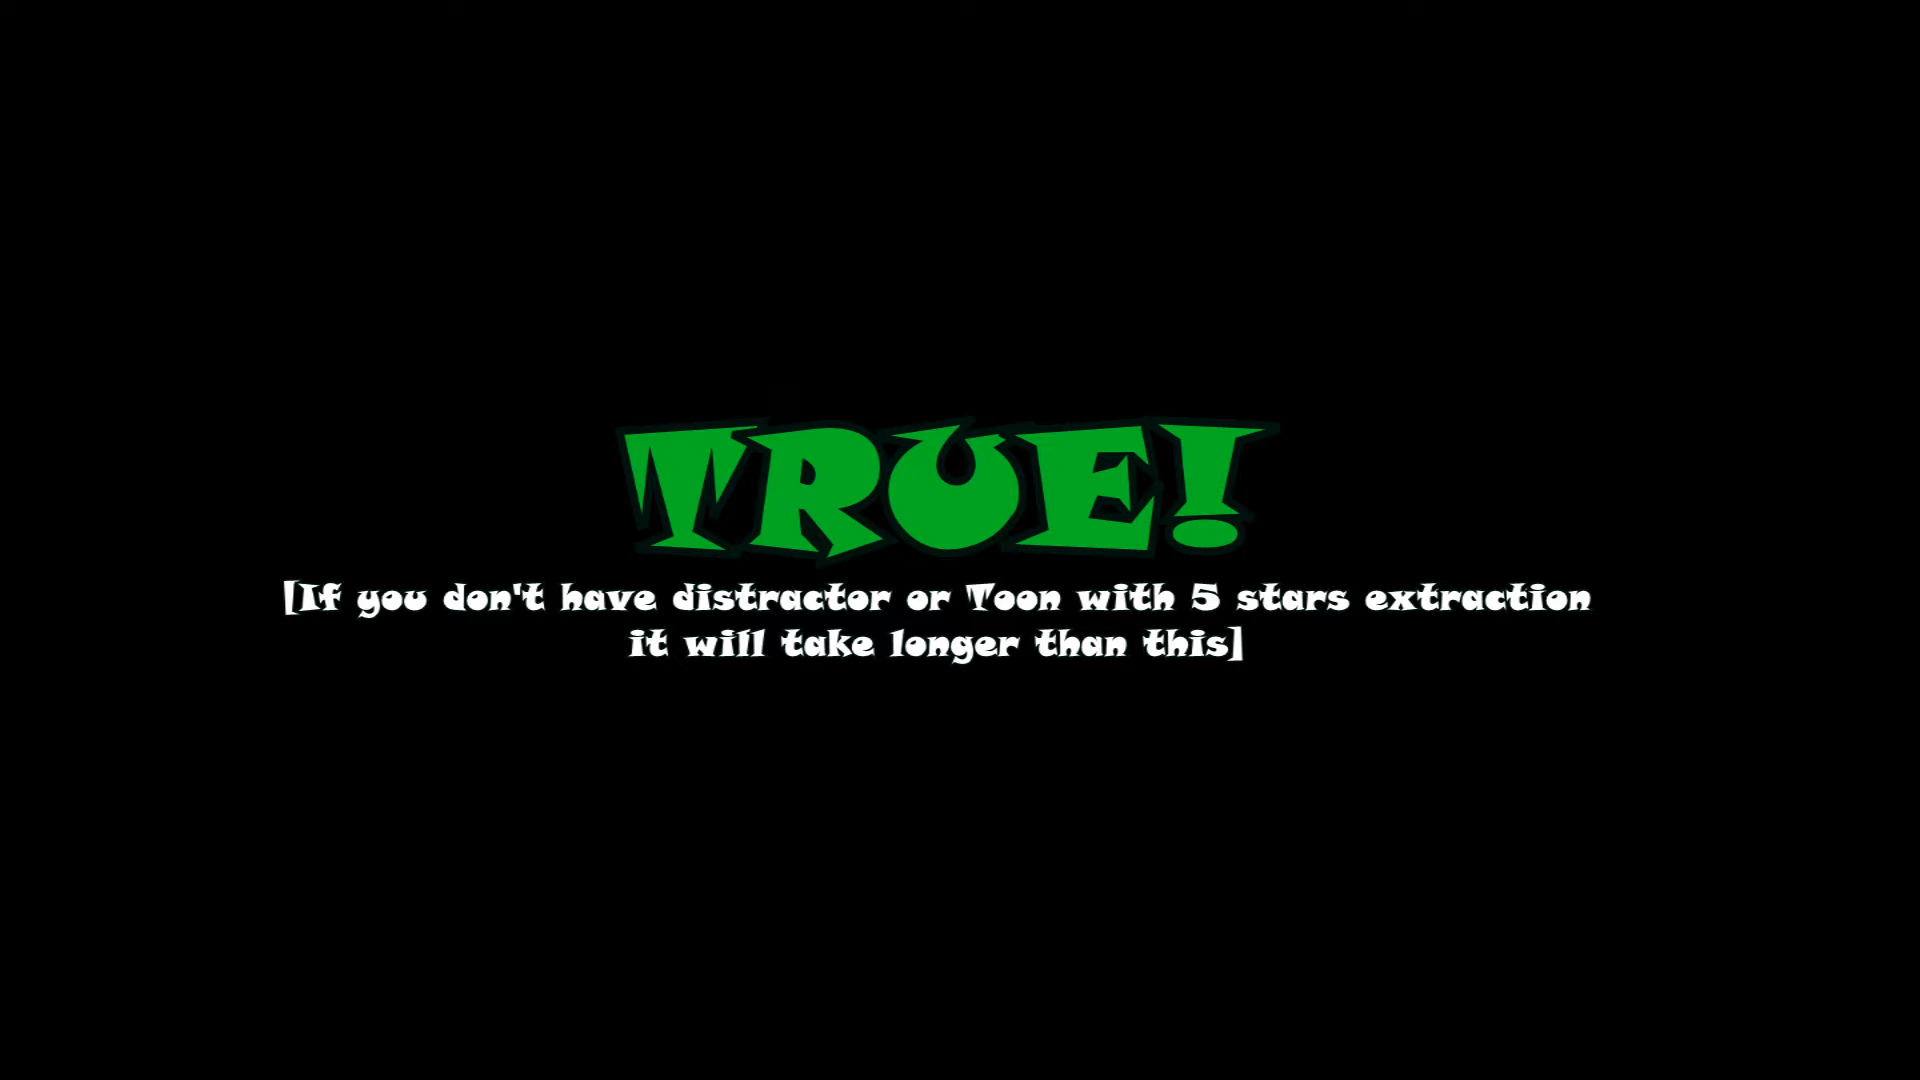 TRUE!
[If you don't have distractor or Toon with 5 stars extraction
it will take longer than this]